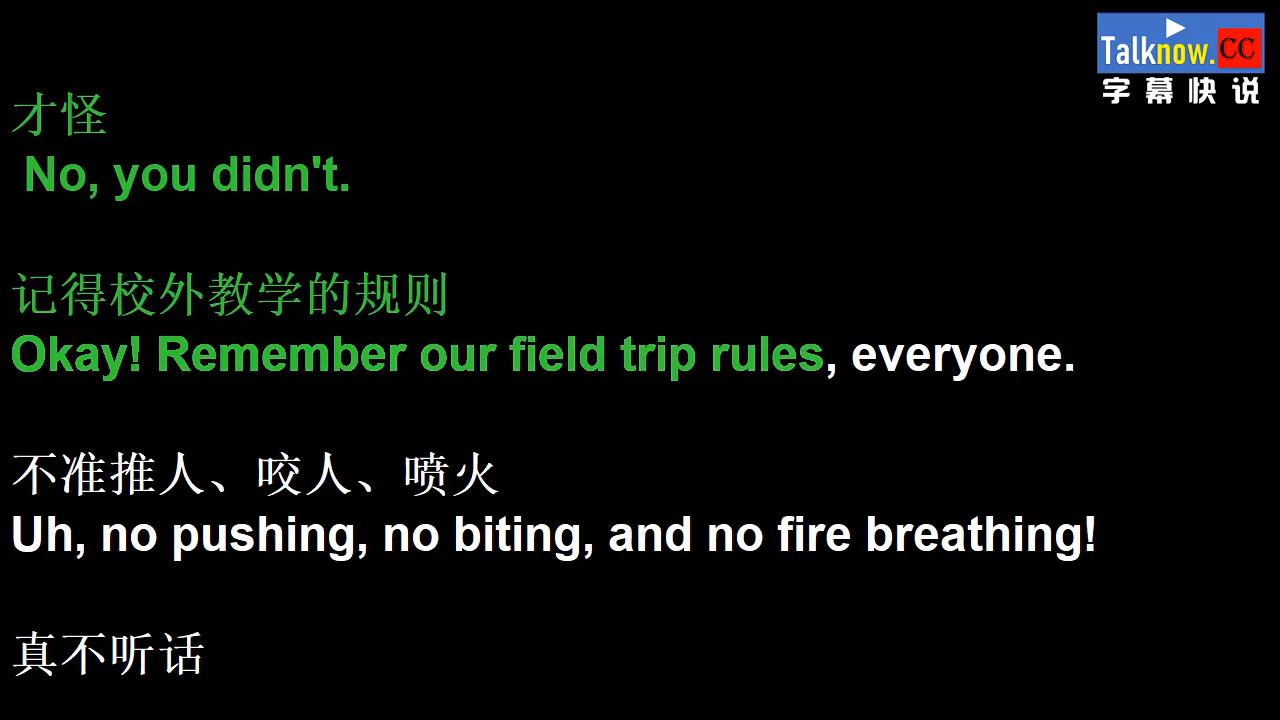 Talknow.CC
字幕快说
才怪
No, you didn't.
记得校外教学的规则
Okay! Remember our field trip rules, everyone.
不准推人、咬人、喷火
Uh, no pushing, no biting, and no fire breathing!
真不听话